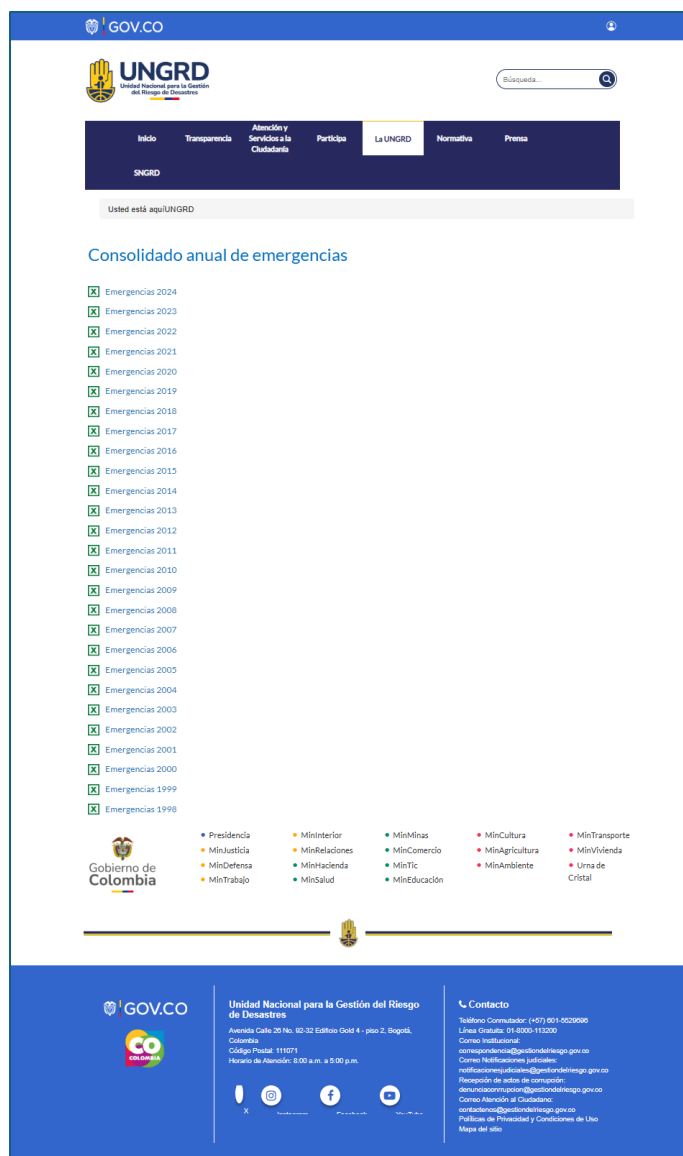 GOV.CO
UNGRD
Unidad Nacional para la Gestión
del Riesgo de Desastres
Búsqueda...
Inicio
Transparencia
Atención y
Servicios a la
Ciudadanía
Participa
La UNGRD
Normativa
Prensa
SNGRD
Usted está aquíUNGRD
Consolidado anual de emergencias
Emergencias 2024
Emergencias 2023
Emergencias 2022
Emergencias 2021
Emergencias 2020
Emergencias 2019
Emergencias 2018
Emergencias 2017
Emergencias 2016
Emergencias 2015
Emergencias 2014
Emergencias 2013
Emergencias 2012
Emergencias 2011
Emergencias 2010
Emergencias 2009
Emergencias 2008
Emergencias 2007
Emergencias 2006
Emergencias 2005
Emergencias 2004
Emergencias 2003
Emergencias 2002
Emergencias 2001
Emergencias 2000
Emergencias 1999
Emergencias 1998
Gobierno de
Colombia
Presidencia
MinJusticia
MinDefensa
MinTrabajo
MinInterior
MinRelaciones
MinHacienda
MinSalud
MinMinas
MinComercio
MinTic
MinEducación
MinCultura
MinAgricultura
MinAmbiente
MinTransporte
MinVivienda
Urna de
Cristal
GOV.CO
CO
COLOMBIA
Unidad Nacional para la Gestión del Riesgo
de Desastres
Avenida Calle 26 No. 92-32 Edificio Gold 4 - piso 2, Bogotá,
Colombia
Código Postal: 111071
Horario de Atención: 8:00 a.m. a 5:00 p.m.
X
Instagram
Facebook
YouTube
Contacto
Teléfono Conmutador: (+57) 601-5529696
Línea Gratuita: 01-8000-113200
Correo Institucional:
correspondencia@gestiondelriesgo.gov.co
Correo Notificaciones judiciales:
notificacionesjudiciales@gestiondelriesgo.gov.co
Recepción de actos de corrupción:
denunciacorrupcion@gestiondelriesgo.gov.co
Correo Atención al Ciudadano:
contactenos@gestiondelriesgo.gov.co
Políticas de Privacidad y Condiciones de Uso
Mapa del sitio